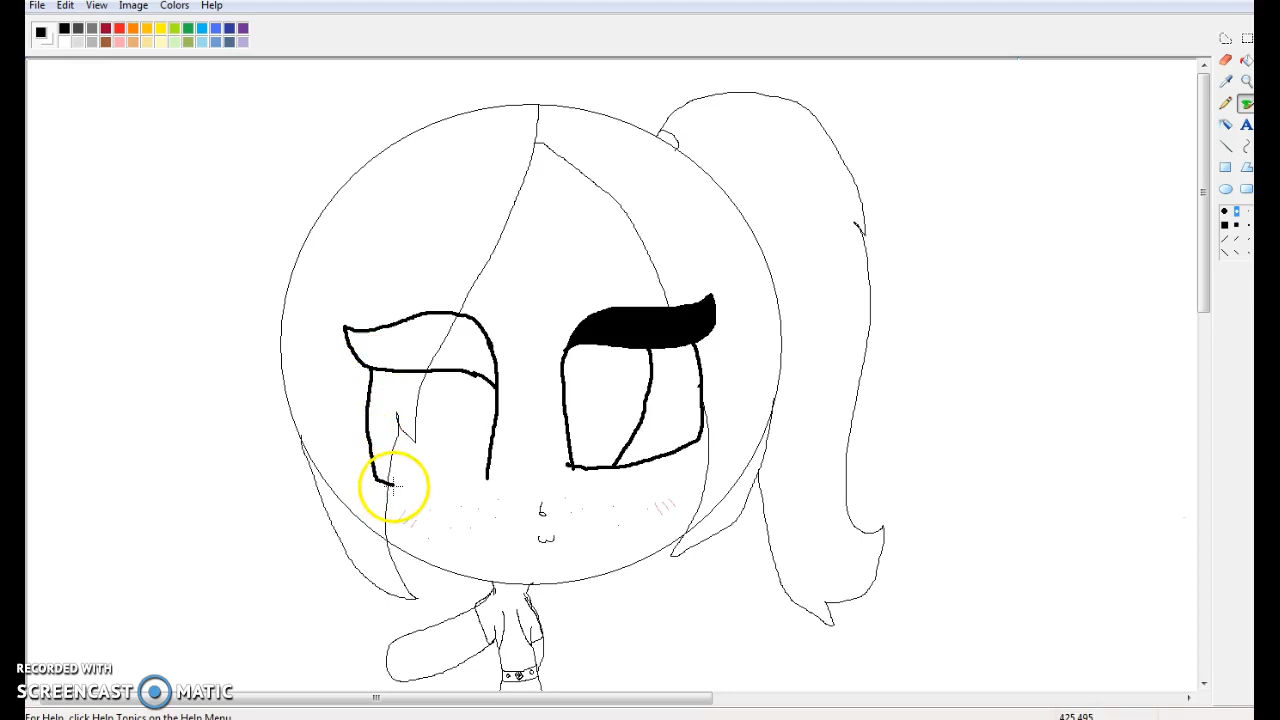 File Edit View Image Colors Help
A
RECORDED WITH
SCREENCAST MATIC
For Help, click Help Topics on the Help Menu.
425,495